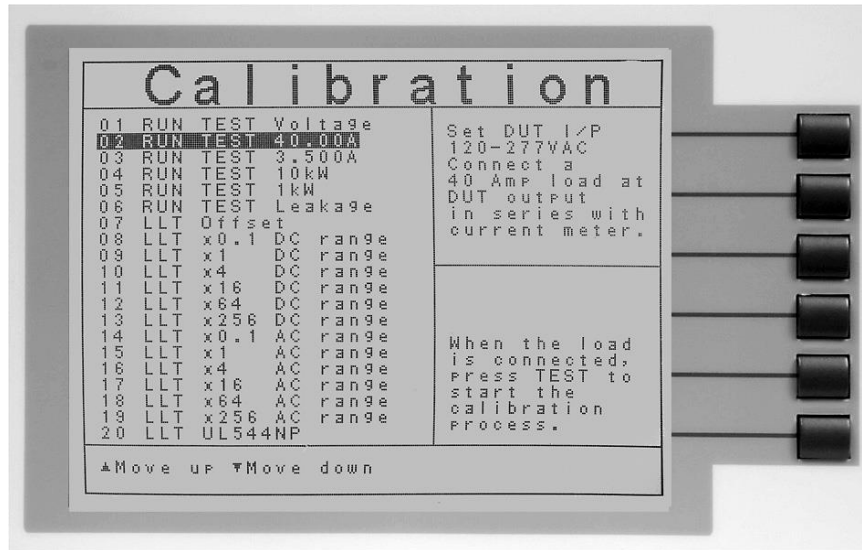 Calibration
01 RUN TEST Voltage
02 RUN TEST 40.00A
03 RUN TEST 3.500A
04 RUN TEST 10kW
05 RUN TEST 1kW
06 RUN TEST Leakage
07 LLT Offset
08 LLT x0.1 DC range
09 LLT x1 DC range
10 LLT x4 DC range
11 LLT x16 DC range
12 LLT x64 DC range
13 LLT x256 DC range
14 LLT x0.1 AC range
15 LLT x1 AC range
16 LLT x4 AC range
17 LLT x16 AC range
18 LLT x64 AC range
19 LLT x256 AC range
20 LLT UL544NP
Set DUT I/P
120-277VAC
Connect a
40 Amp load at
DUT output
in series with
current meter.
When the load
is connected,
press TEST to
start the
calibration
process.
▲Move up ▼Move down